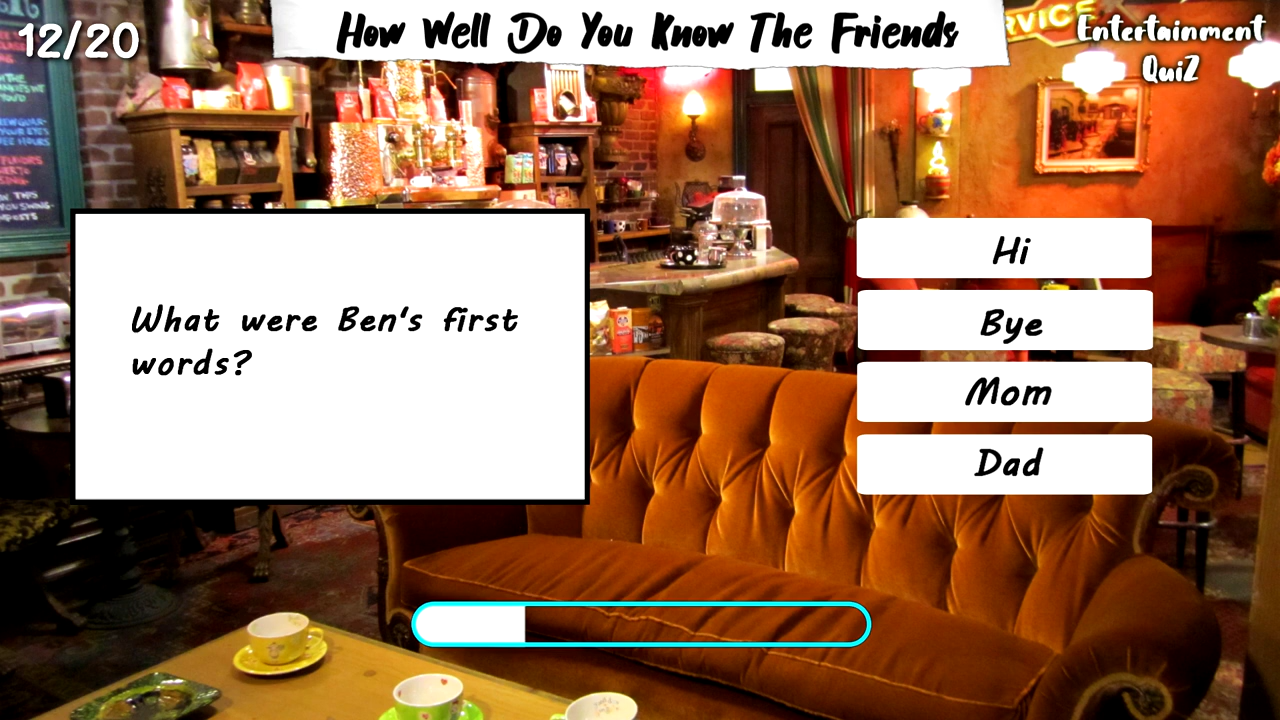 12/20
How Well Do You Know The Friends
Entertainment
QuiZ
RVICE
What were Ben's first
words?
Hi
Bye
Mom
Dad